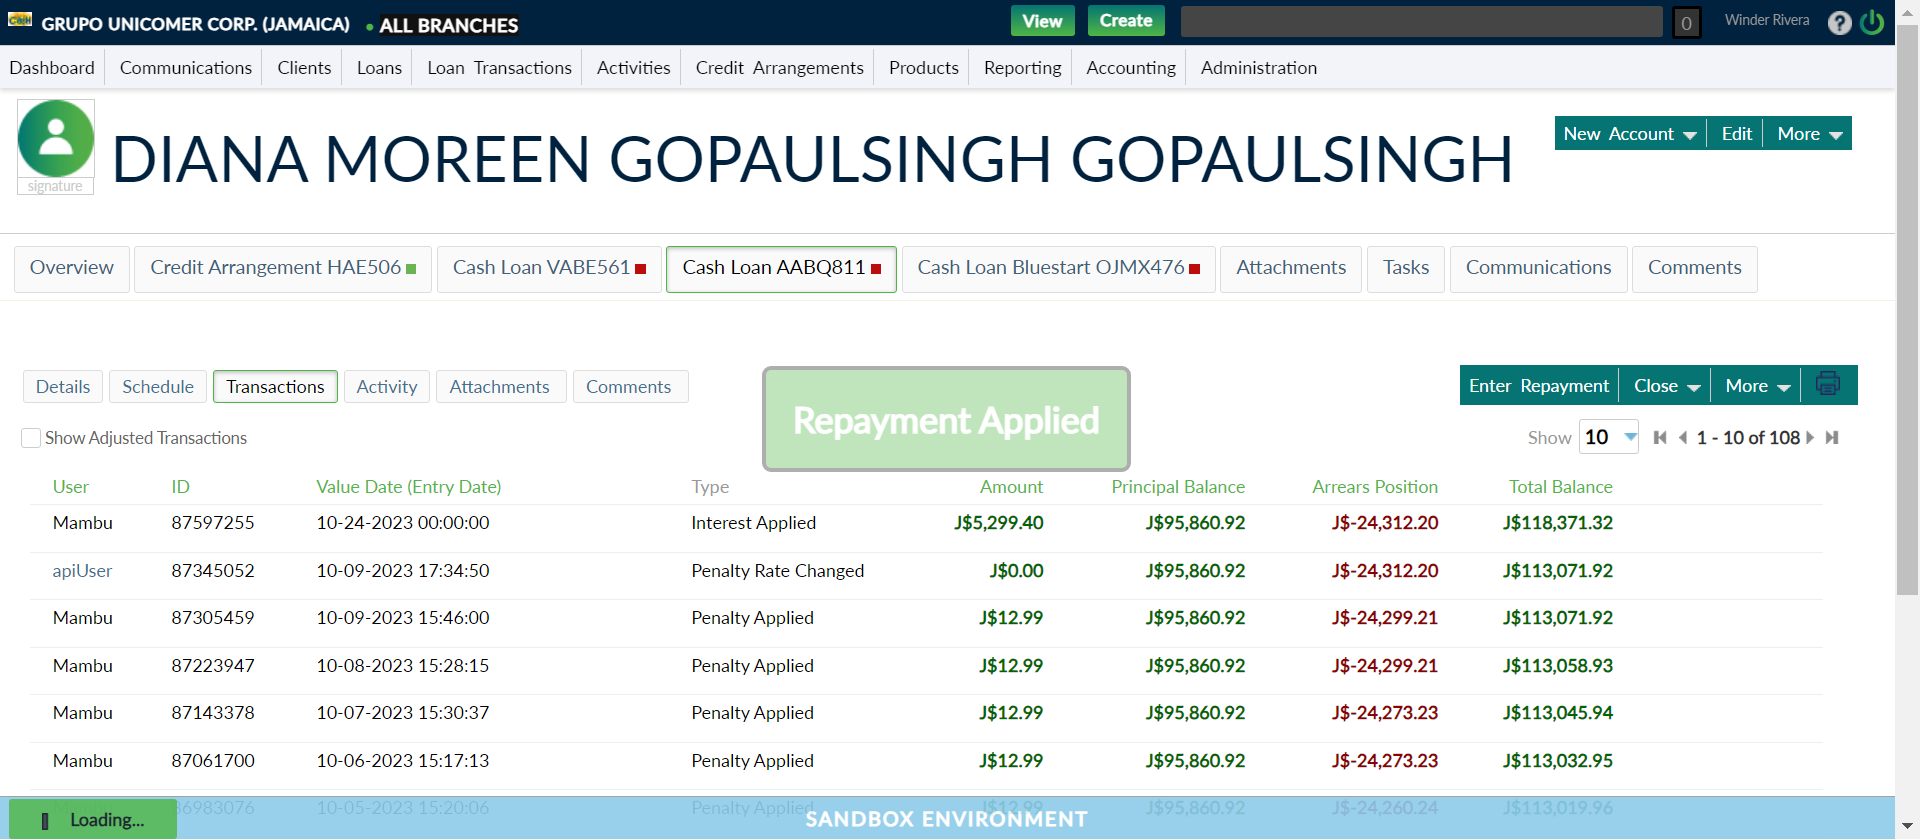 GRUPO UNICOMER CORP. (JAMAICA) ALL BRANCHES View Create 0 Winder Rivera ?
Dashboard Communications Clients Loans Loan Transactions Activities Credit Arrangements Products Reporting Accounting Administration
signature
DIANA MOREEN GOPAULSINGH GOPAULSINGH
New Account Edit More
Overview Credit Arrangement HAE506 Cash Loan VABE561 Cash Loan AABQ811 Cash Loan Bluestart OJMX476 Attachments Tasks Communications Comments
Details Schedule Transactions Activity Attachments Comments Enter Repayment Close More
Repayment Applied
Show Adjusted Transactions Show 10 1 - 10 of 108
User ID Value Date (Entry Date) Type Amount Principal Balance Arrears Position Total Balance
Mambu 87597255 10-24-2023 00:00:00 Interest Applied J$5,299.40 J$95,860.92 J$-24,312.20 J$118,371.32
apiUser 87345052 10-09-2023 17:34:50 Penalty Rate Changed J$0.00 J$95,860.92 J$-24,312.20 J$113,071.92
Mambu 87305459 10-09-2023 15:46:00 Penalty Applied J$12.99 J$95,860.92 J$-24,299.21 J$113,071.92
Mambu 87223947 10-08-2023 15:28:15 Penalty Applied J$12.99 J$95,860.92 J$-24,299.21 J$113,058.93
Mambu 87143378 10-07-2023 15:30:37 Penalty Applied J$12.99 J$95,860.92 J$-24,273.23 J$113,045.94
Mambu 87061700 10-06-2023 15:17:13 Penalty Applied J$12.99 J$95,860.92 J$-24,273.23 J$113,032.95
Mambu 10-05-2023 15:20:06 Penalty Applied J$12.99 J$95,860.92 J$-24,260.24 J$113,019.96
Loading... SANDBOX ENVIRONMENT